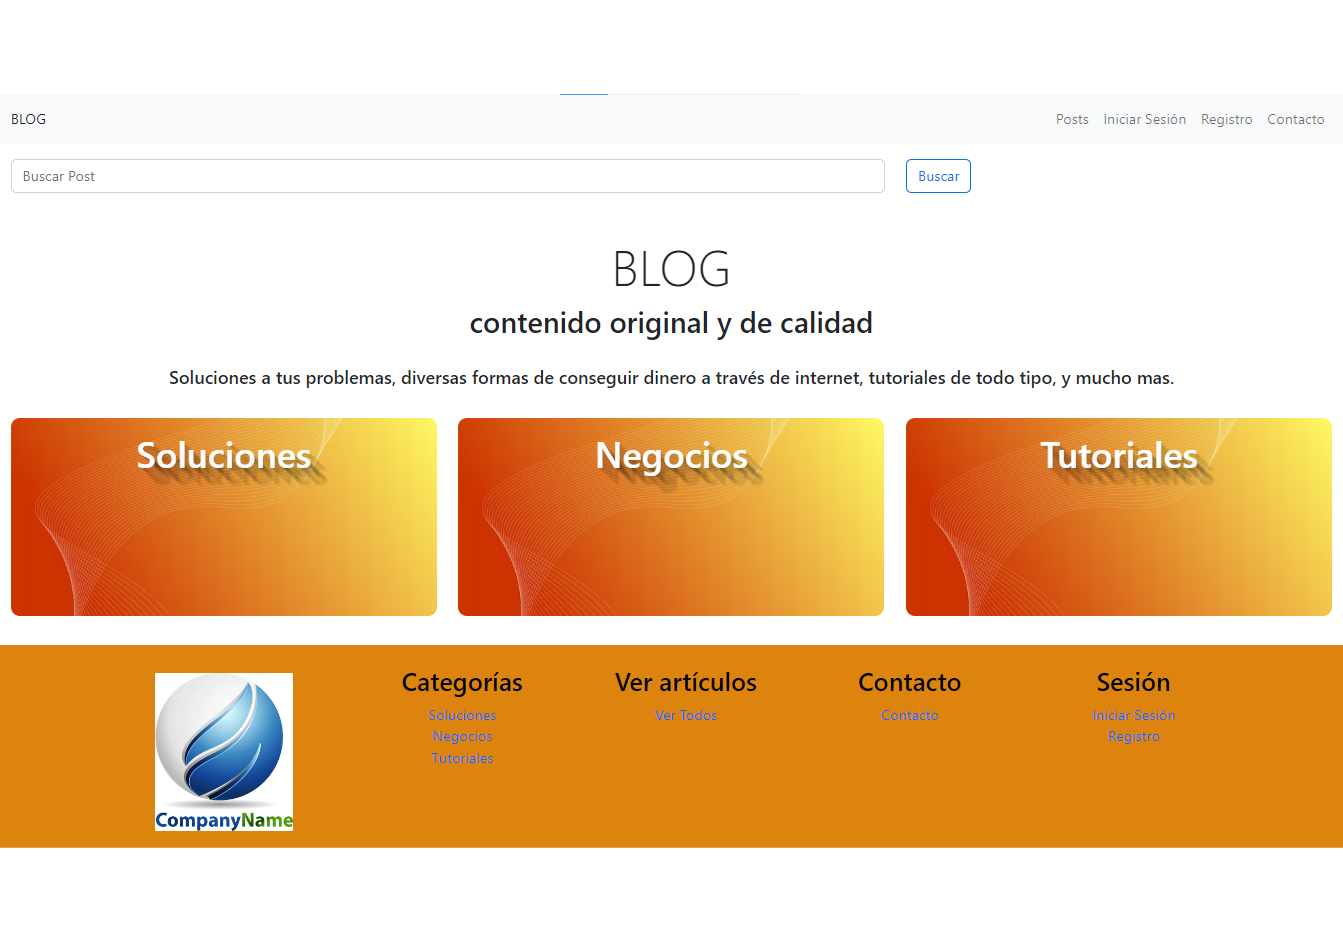 BLOG
Posts Iniciar Sesión Registro Contacto
Buscar Post
Buscar
BLOG
contenido original y de calidad
Soluciones a tus problemas, diversas formas de conseguir dinero a través de internet, tutoriales de todo tipo, y mucho mas.
Soluciones
Negocios
Tutoriales
CompanyName
Categorías
Soluciones
Negocios
Tutoriales
Ver artículos
Ver Todos
Contacto
Contacto
Sesión
Iniciar Sesión
Registro